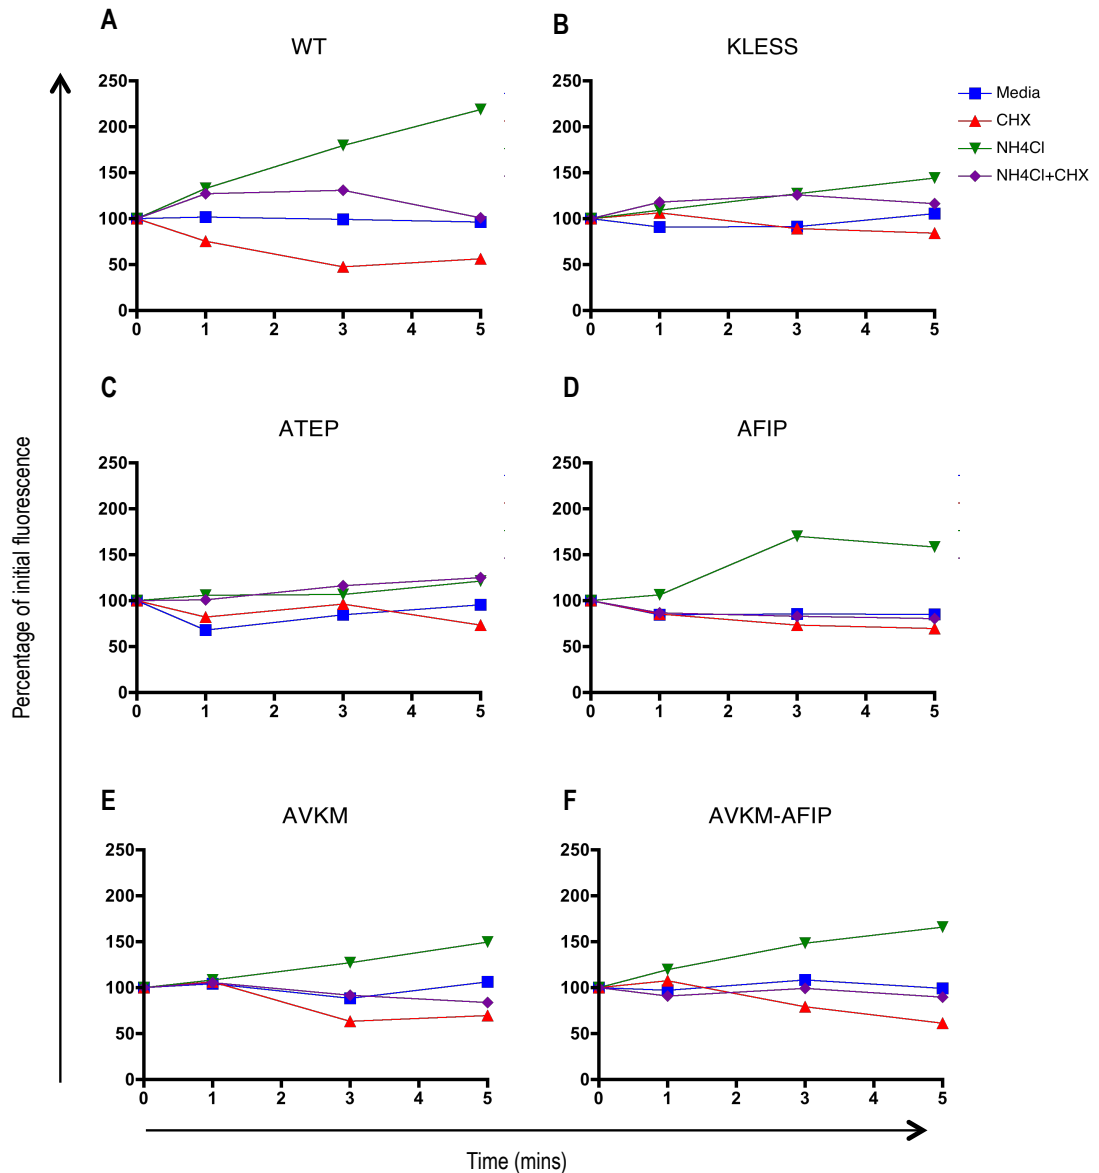 A
WT
250
200
150
100
50
0
0 1 2 3 4 5
B
KLESS
250
200
150
100
50
0
0 1 2 3 4 5
Media
CHX
NH4Cl
NH4Cl+CHX
C
ATEP
250
200
150
100
50
0
0 1 2 3 4 5
D
AFIP
250
200
150
100
50
0
0 1 2 3 4 5
E
AVKM
250
200
150
100
50
0
0 1 2 3 4 5
F
AVKM-AFIP
250
200
150
100
50
0
0 1 2 3 4 5
Percentage of initial fluorescence
Time (mins)